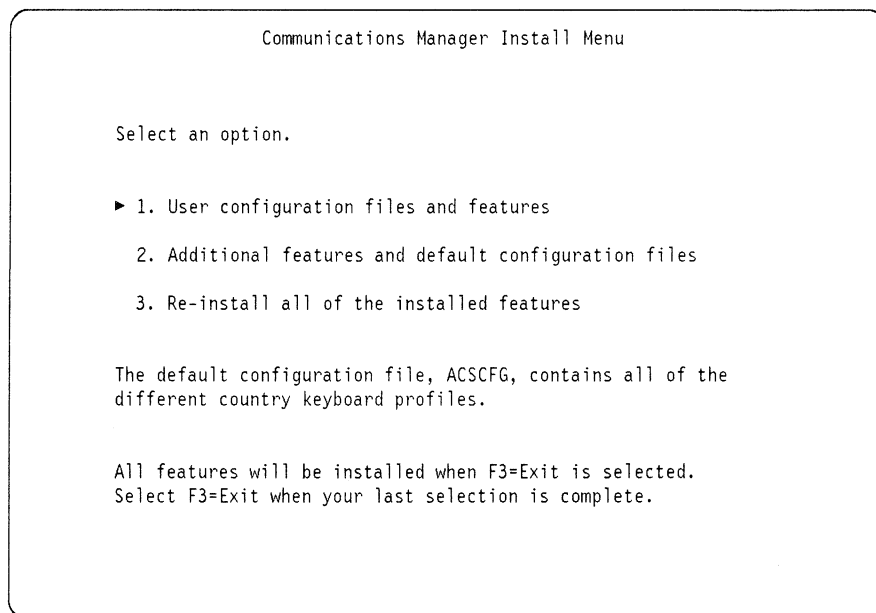 Communications Manager Install Menu
Select an option.
► 1. User configuration files and features
2. Additional features and default configuration files
3. Re-install all of the installed features
The default configuration file, ACSCFG, contains all of the
different country keyboard profiles.
All features will be installed when F3=Exit is selected.
Select F3=Exit when your last selection is complete.